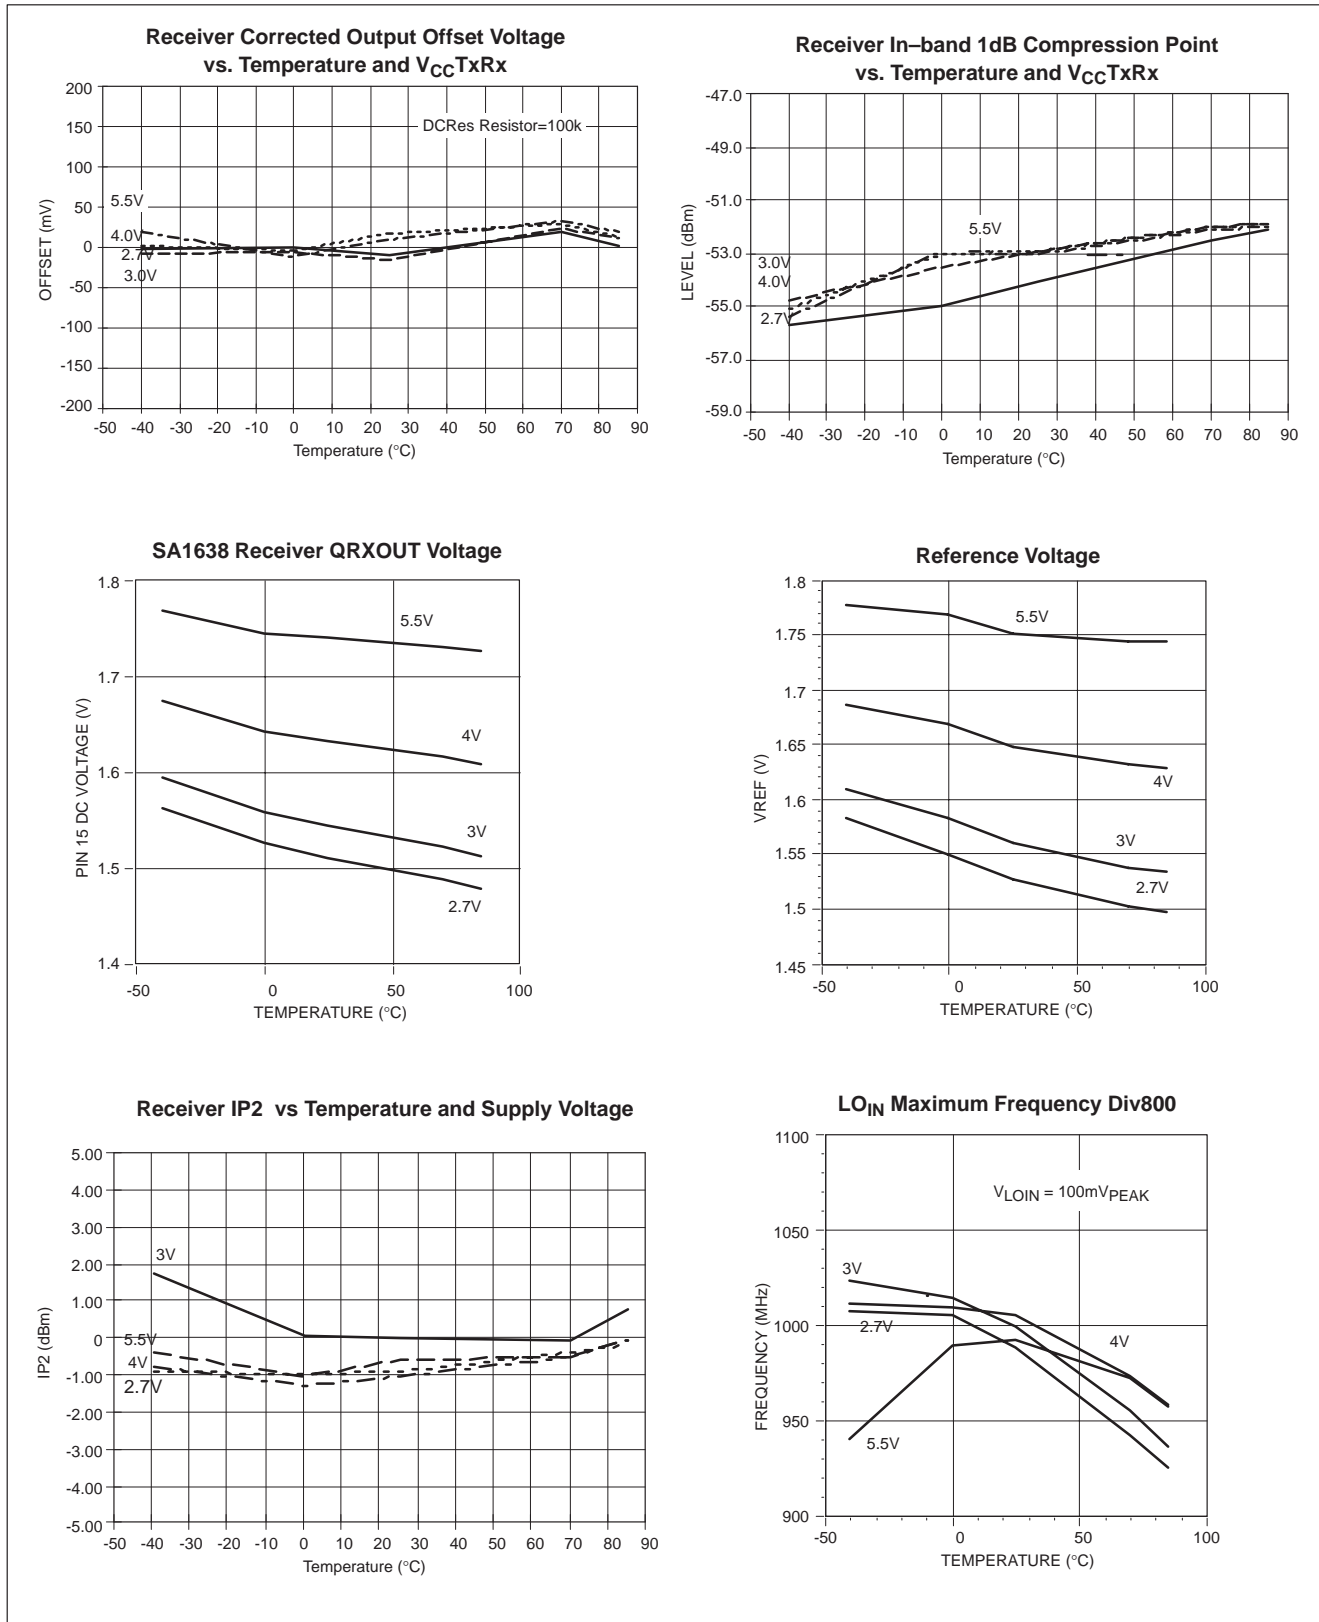 Receiver Corrected Output Offset Voltage
vs. Temperature and VCCTxRx
200
150
100
50
0
-50
-100
-150
-200
OFFSET (mV)
DCRes Resistor=100k
5.5V
4.0V
2.7V
3.0V
-50 -40 -30 -20 -10 0 10 20 30 40 50 60 70 80 90
Temperature (°C)
Receiver In–band 1dB Compression Point
vs. Temperature and VCCTxRx
-47.0
-49.0
-51.0
-53.0
-55.0
-57.0
-59.0
LEVEL (dBm)
5.5V
3.0V
4.0V
2.7V
-50 -40 -30 -20 -10 0 10 20 30 40 50 60 70 80 90
Temperature (°C)
SA1638 Receiver QRXOUT Voltage
1.8
1.7
1.6
1.5
1.4
PIN 15 DC VOLTAGE (V)
5.5V
4V
3V
2.7V
-50 0 50 100
TEMPERATURE (°C)
Reference Voltage
1.8
1.75
1.7
1.65
1.6
1.55
1.5
1.45
VREF (V)
5.5V
4V
3V
2.7V
-50 0 50 100
TEMPERATURE (°C)
Receiver IP2 vs Temperature and Supply Voltage
5.00
4.00
3.00
2.00
1.00
0
-1.00
-2.00
-3.00
-4.00
-5.00
IP2 (dBm)
3V
5.5V
4V
2.7V
-50 -40 -30 -20 -10 0 10 20 30 40 50 60 70 80 90
Temperature (°C)
LOIN Maximum Frequency Div800
1100
1050
1000
950
900
FREQUENCY (MHz)
VLOIN = 100mVPEAK
3V
2.7V
4V
5.5V
-50 0 50 100
TEMPERATURE (°C)